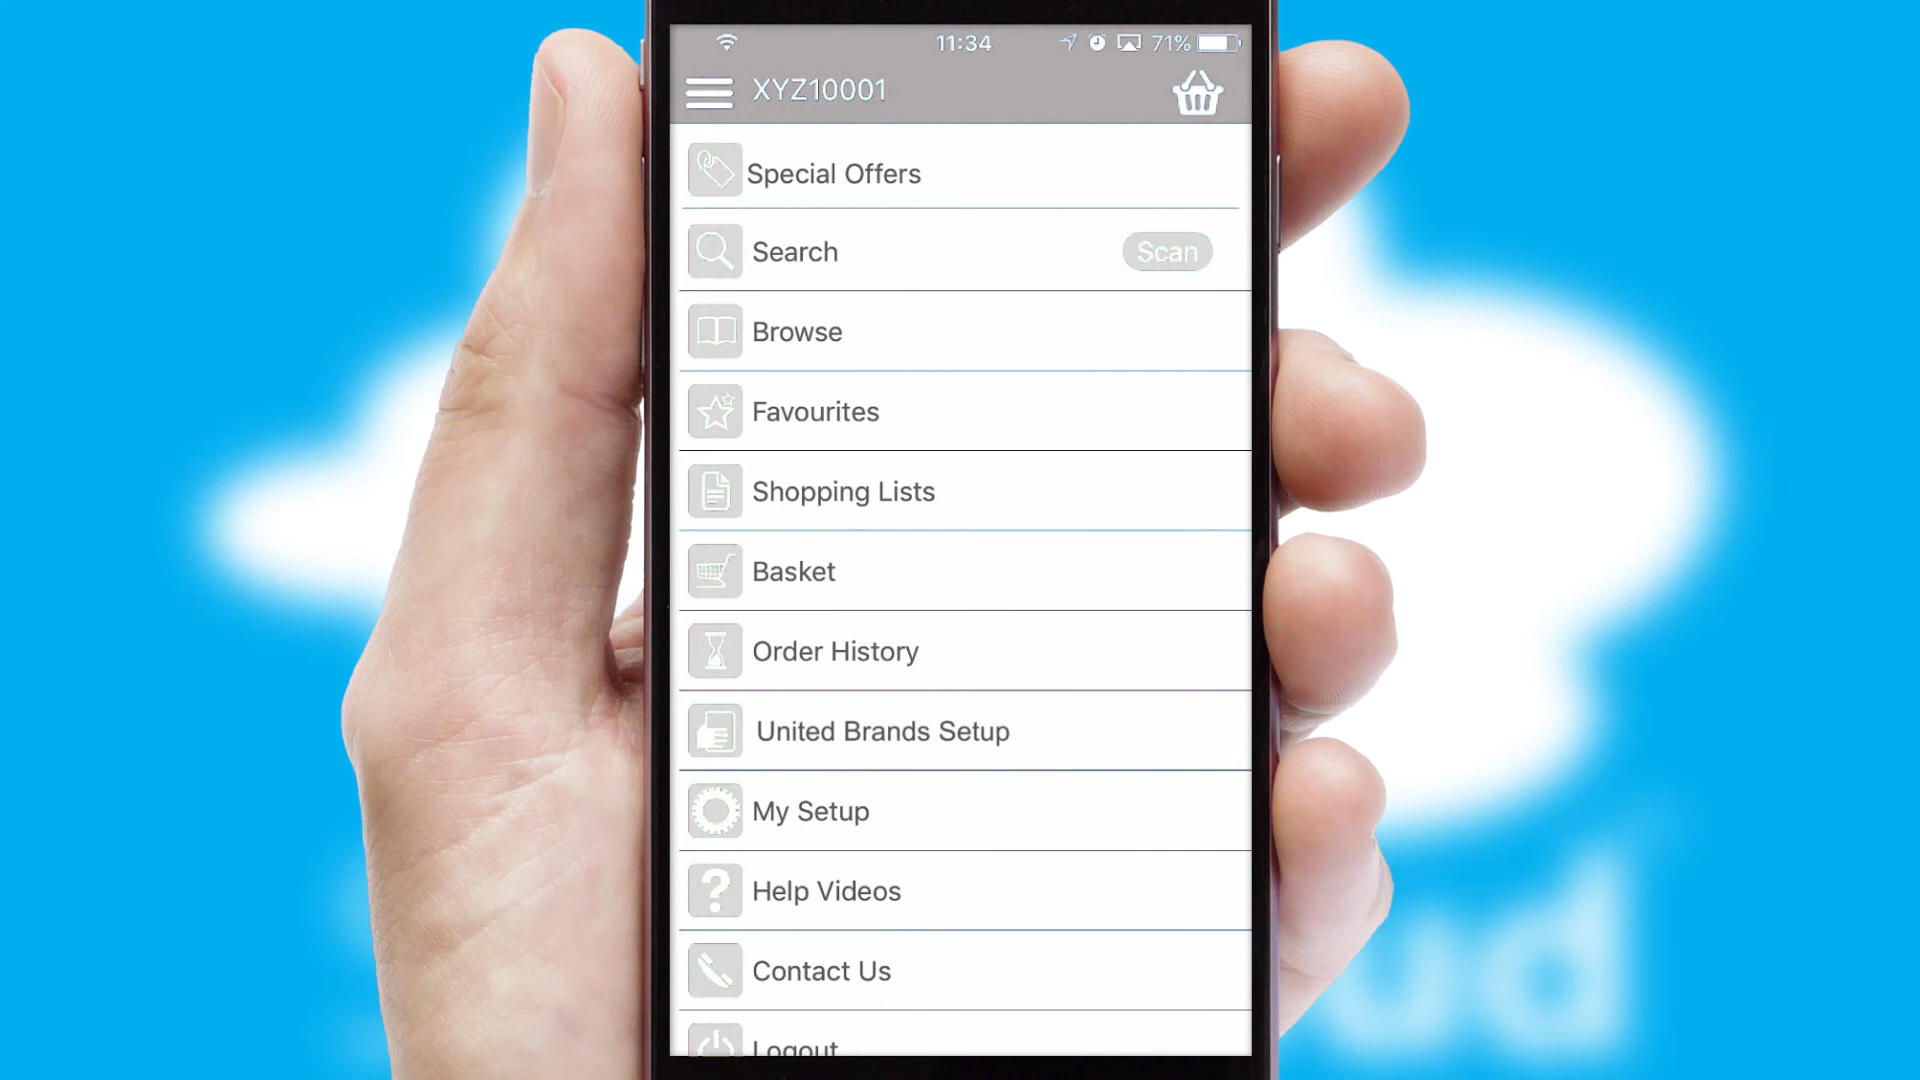 11:34
71%
XYZ10001
Special Offers
Search
Scan
Browse
Favourites
Shopping Lists
Basket
Order History
United Brands Setup
My Setup
Help Videos
Contact Us
Logout
ud